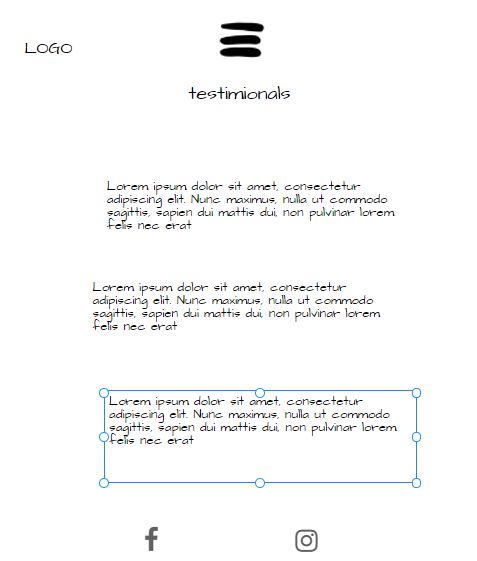 LOGO
testimionals
Lorem ipsum dolor sit amet, consectetur
adipiscing elit. Nunc maximus, nulla ut commodo
sagittis, sapien dui mattis dui, non pulvinar lorem
felis nec erat
Lorem ipsum dolor sit amet, consectetur
adipiscing elit. Nunc maximus, nulla ut commodo
sagittis, sapien dui mattis dui, non pulvinar lorem
felis nec erat
Lorem ipsum dolor sit amet, consectetur
adipiscing elit. Nunc maximus, nulla ut commodo
sagittis, sapien dui mattis dui, non pulvinar lorem
felis nec erat